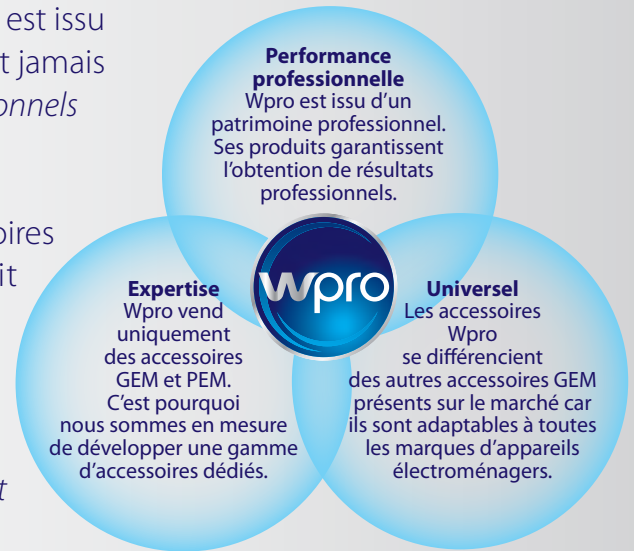 est issu
t jamais
onnels
oires
it
t
Performance
professionnelle
Wpro est issu d'un
patrimoine professionnel.
Ses produits garantissent
l'obtention de résultats
professionnels.
wpro
Expertise
Wpro vend
uniquement
des accessoires
GEM et PEM.
C'est pourquoi
nous sommes en mesure
de développer une gamme
d'accessoires dédiés.
Universel
Les accessoires
Wpro
se différencient
des autres accessoires GEM
présents sur le marché car
ils sont adaptables à toutes
les marques d'appareils
électroménagers.